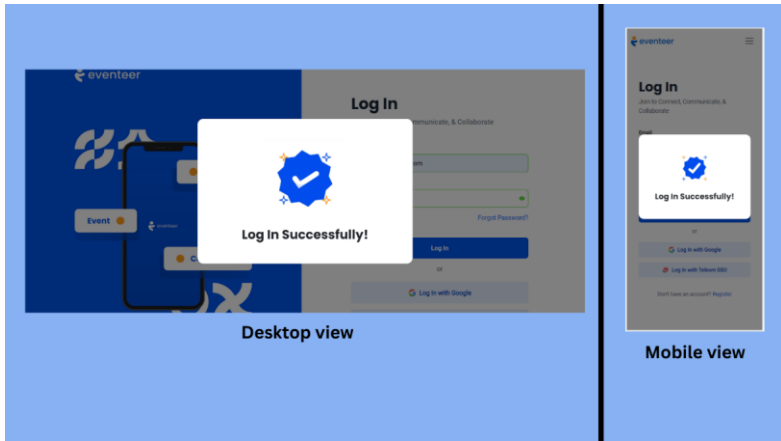 eventeer
Log In
ommunicate, & Collaborate
om
Event
eventeer
C
Forgot Password?
Log In
or
Log In with Google
Log In Successfully!
Desktop view
eventeer
Log In
Join to Connect, Communicate, &
Collaborate
Email
Log In Successfully!
or
Log In with Google
Log In with Telkom SSO
Don't have an account? Register
Mobile view